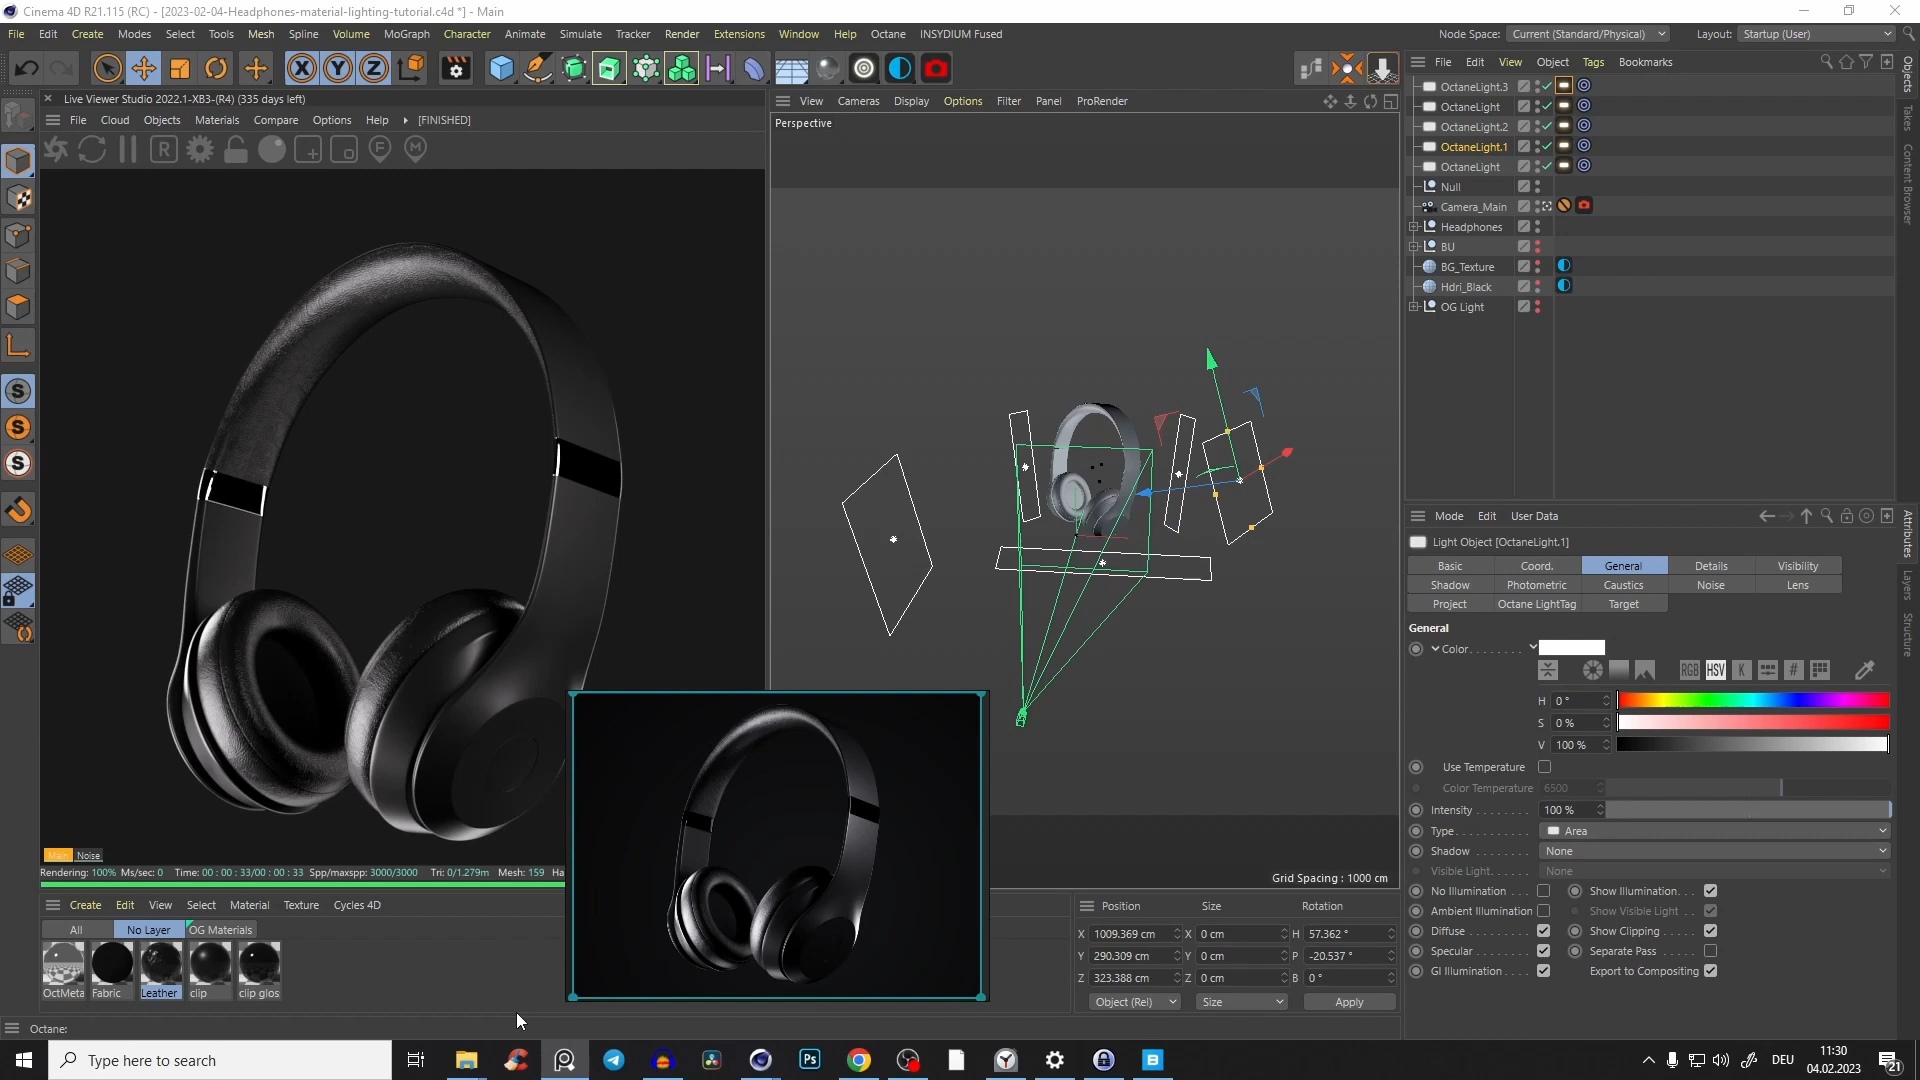 Cinema 4D R21.115 (RC) - [2023-02-04-Headphones-material-lighting-tutorial.c4d *] - Main
File Edit Create Modes Select Tools Mesh Spline Volume MoGraph Character Animate Simulate Tracker Render Extensions Window Help Octane INSYDIUM Fused
Node Space: Current (Standard/Physical) Layout: Startup (User)
Live Viewer Studio 2022.1-XB3-(R4) (335 days left)
File Cloud Objects Materials Compare Options Help [FINISHED]
View Cameras Display Options Filter Panel ProRender
Perspective
Grid Spacing : 1000 cm
Main Noise
Rendering: 100% Ms/sec: 0 Time: 00 : 00 : 33/00 : 00 : 33 Spp/maxspp: 3000/3000 Tri: 0/1.279m Mesh: 159 Ha
Create Edit View Select Material Texture Cycles 4D
All No Layer OG Materials
OctMeta Fabric Leather clip clip glos
Octane:
Position Size Rotation
X 1009.369 cm X 0 cm H 57.362 °
Y 290.309 cm Y 0 cm P -20.537 °
Z 323.388 cm Z 0 cm B 0 °
Object (Rel) Size Apply
File Edit View Object Tags Bookmarks
OctaneLight.3
OctaneLight
OctaneLight.2
OctaneLight.1
OctaneLight
Null
Camera_Main
Headphones
BU
BG_Texture
Hdri_Black
OG Light
Objects
Takes
Content Browser
Attributes
Layers
Structure
Mode Edit User Data
Light Object [OctaneLight.1]
Basic Coord. General Details Visibility
Shadow Photometric Caustics Noise Lens
Project Octane LightTag Target
General
Color
RGB HSV K #
H 0 °
S 0 %
V 100 %
Use Temperature
Color Temperature 6500
Intensity 100 %
Type Area
Shadow None
Visible Light None
No Illumination Show Illumination
Ambient Illumination Show Visible Light
Diffuse Show Clipping
Specular Separate Pass
GI Illumination Export to Compositing
Type here to search
Ps
DEU
11:30
04.02.2023
21